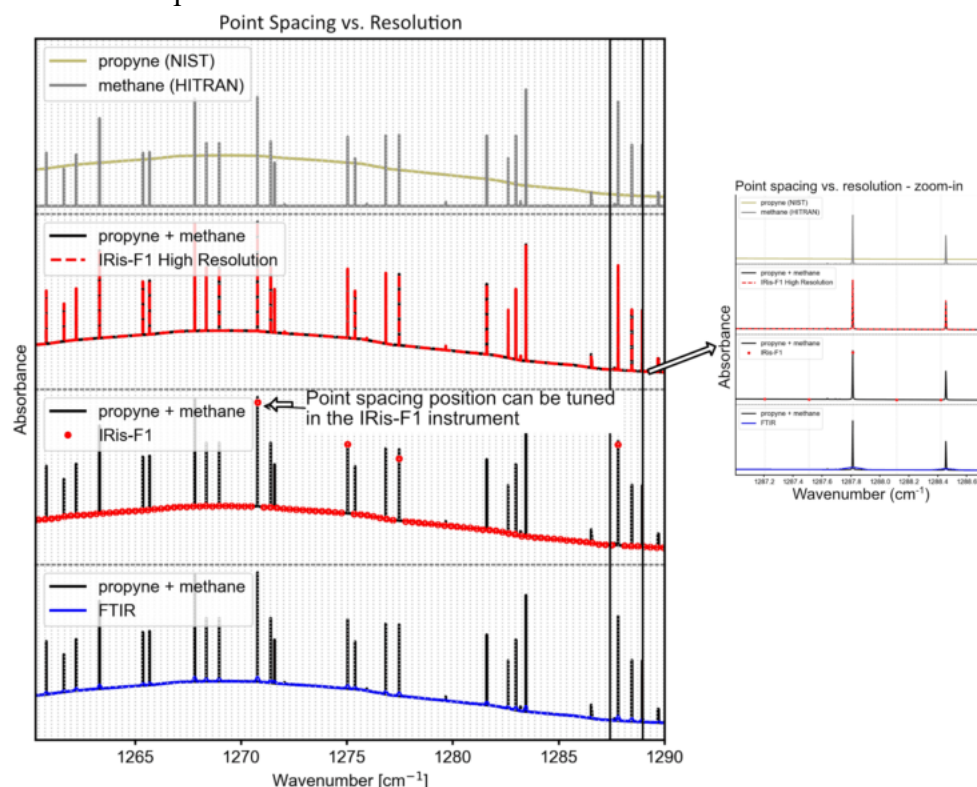 Point Spacing vs. Resolution
propyne (NIST)
methane (HITRAN)
propyne + methane
IRis-F1 High Resolution
propyne + methane
IRis-F1
Point spacing position can be tuned
in the IRis-F1 instrument
propyne + methane
FTIR
Absorbance
1265 1270 1275 1280 1285 1290
Wavenumber [cm⁻¹]
Point spacing vs. resolution - zoom-in
propyne (NIST)
methane (HITRAN)
propyne + methane
IRis-F1 High Resolution
propyne + methane
IRis-F1
propyne + methane
FTIR
Absorbance
1287.2 1287.4 1287.6 1287.8 1288.0 1288.2 1288.4 1288.6
Wavenumber (cm⁻¹)